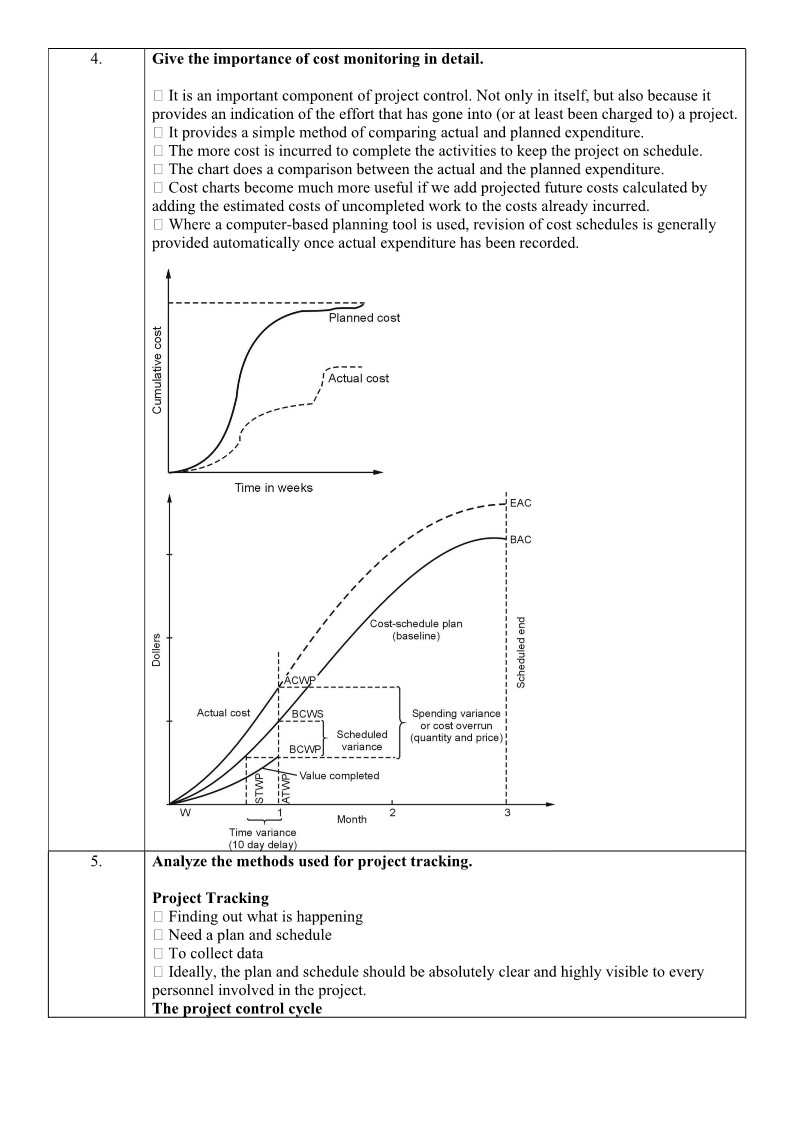 4.
Give the importance of cost monitoring in detail.
It is an important component of project control. Not only in itself, but also because it
provides an indication of the effort that has gone into (or at least been charged to) a project.
It provides a simple method of comparing actual and planned expenditure.
The more cost is incurred to complete the activities to keep the project on schedule.
The chart does a comparison between the actual and the planned expenditure.
Cost charts become much more useful if we add projected future costs calculated by
adding the estimated costs of uncompleted work to the costs already incurred.
Where a computer-based planning tool is used, revision of cost schedules is generally
provided automatically once actual expenditure has been recorded.
Cumulative cost
Planned cost
Actual cost
Time in weeks
EAC
BAC
Cost-schedule plan
(baseline)
Scheduled end
Dollers
ACWP
Actual cost
BCWS
Spending variance
or cost overrun
(quantity and price)
Scheduled
variance
BCWP
Value completed
STWP
ATWP
W
1
2
3
Month
Time variance
(10 day delay)
5.
Analyze the methods used for project tracking.
Project Tracking
Finding out what is happening
Need a plan and schedule
To collect data
Ideally, the plan and schedule should be absolutely clear and highly visible to every
personnel involved in the project.
The project control cycle